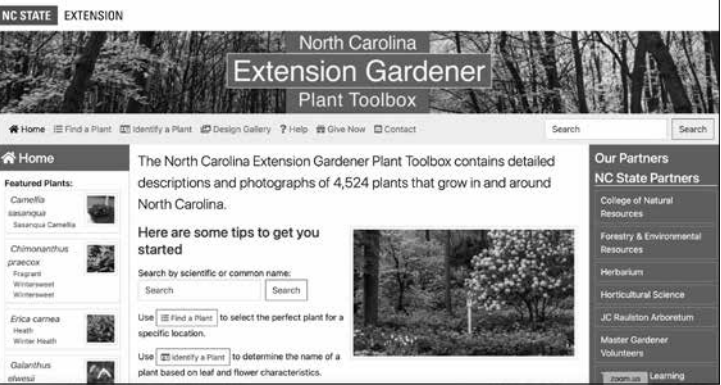 NC STATE EXTENSION
North Carolina
Extension Gardener
Plant Toolbox
Home Find a Plant Identify a Plant Design Gallery Help Give Now Contact
Search Search
Home
Featured Plants:
Camellia
sasanqua
Sasanqua Camellia
Chimonanthus
praecox
Fragrant
Wintersweet
Wintersweet
Erica carnea
Heath
Winter Heath
Galanthus
elwesii
The North Carolina Extension Gardener Plant Toolbox contains detailed
descriptions and photographs of 4,524 plants that grow in and around
North Carolina.
Here are some tips to get you
started
Search by scientific or common name:
Search Search
Use Find a Plant to select the perfect plant for a
specific location.
Use Identify a Plant to determine the name of a
plant based on leaf and flower characteristics.
Our Partners
NC State Partners
College of Natural
Resources
Forestry & Environmental
Resources
Herbarium
Horticultural Science
JC Raulston Arboretum
Master Gardener
Volunteers
zoom.us Learning